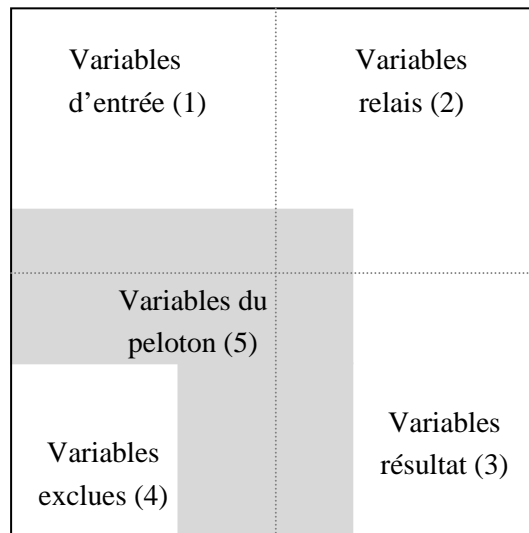 Variables
d’entrée (1)
Variables
relais (2)
Variables du
peloton (5)
Variables
résultat (3)
Variables
exclues (4)